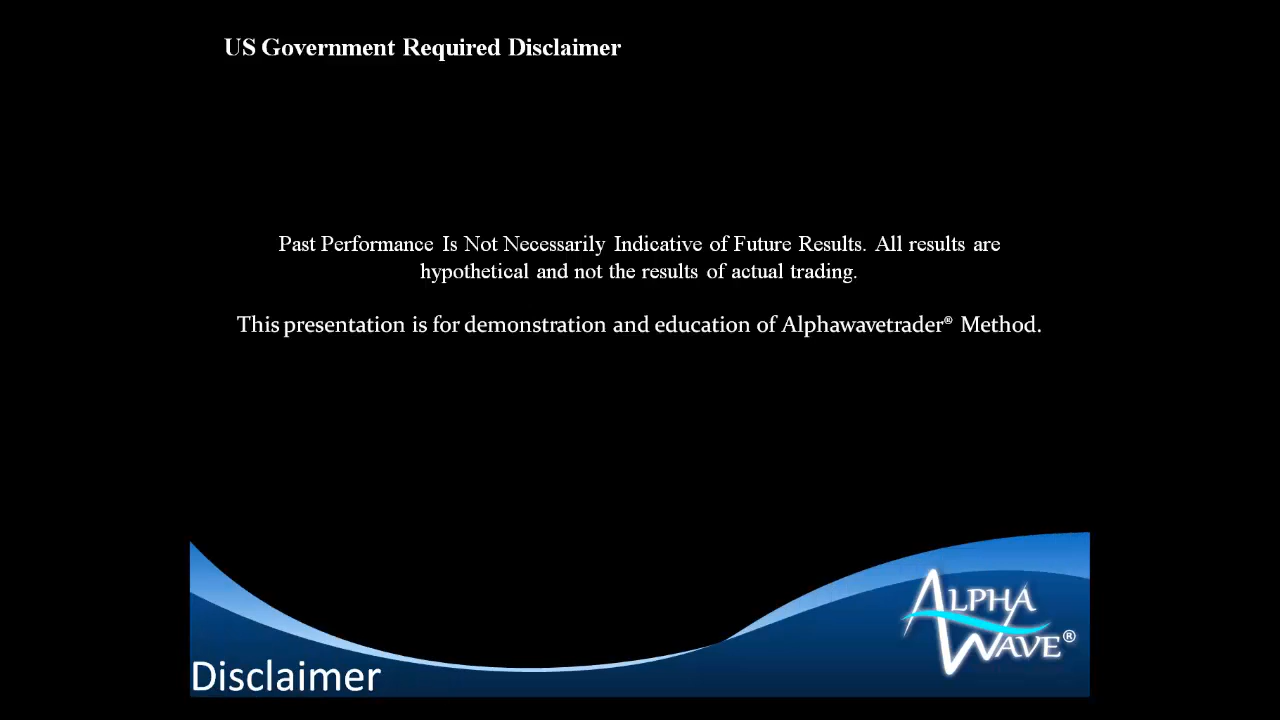 US Government Required Disclaimer
Past Performance Is Not Necessarily Indicative of Future Results. All results are
hypothetical and not the results of actual trading.
This presentation is for demonstration and education of Alphawavetrader® Method.
ALPHA
WAVE®
Disclaimer